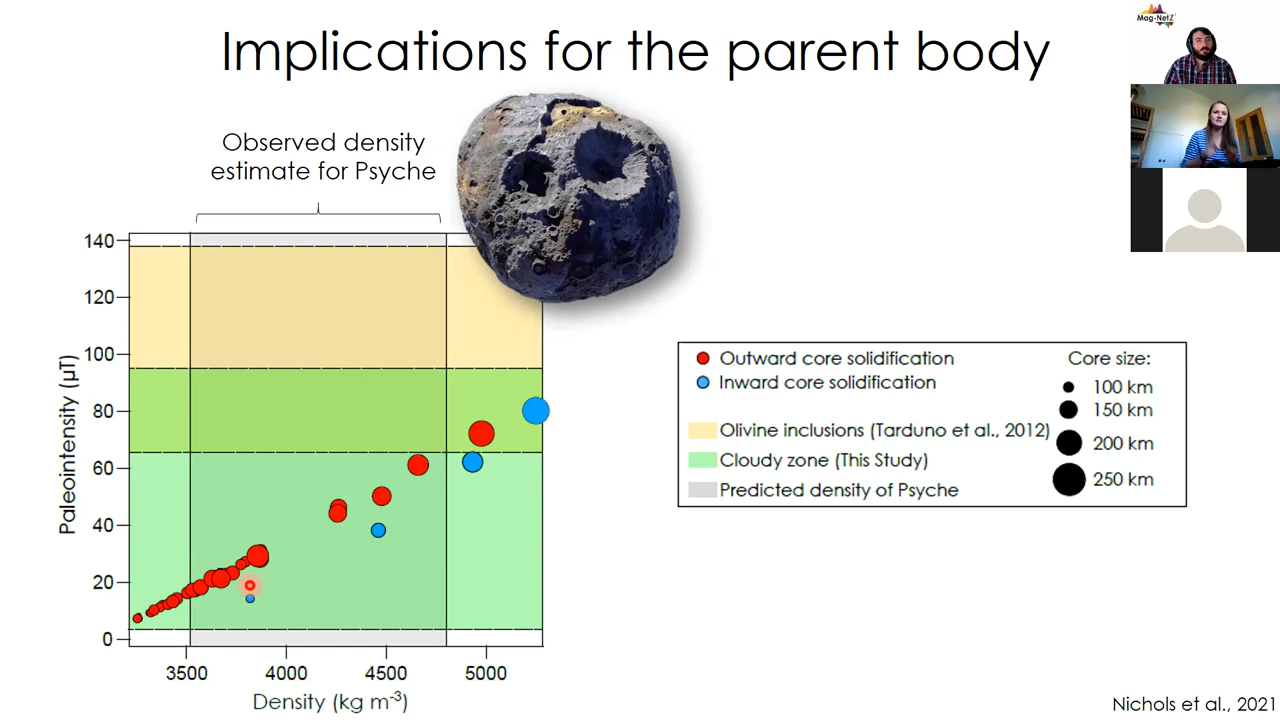 Implications for the parent body
Mag-NetZ
Observed density
estimate for Psyche
140
120
100
80
60
40
20
0
Paleointensity (µT)
3500
4000
4500
5000
Density (kg m⁻³)
Outward core solidification
Inward core solidification
Olivine inclusions (Tarduno et al., 2012)
Cloudy zone (This Study)
Predicted density of Psyche
Core size:
100 km
150 km
200 km
250 km
Nichols et al., 2021